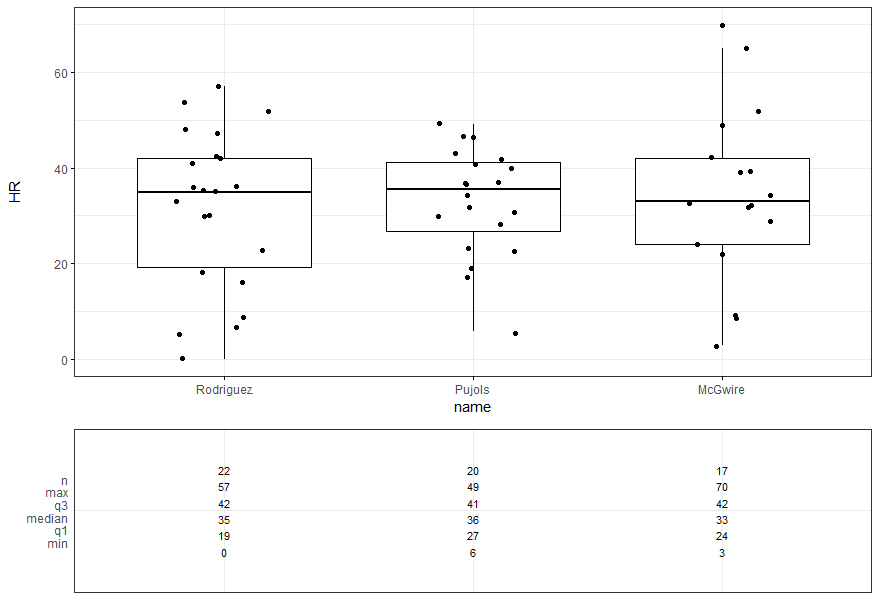 HR
60
40
20
0
Rodriguez Pujols McGwire
name
n 22 20 17
max 57 49 70
q3 42 41 42
median 35 36 33
q1 19 27 24
min 0 6 3